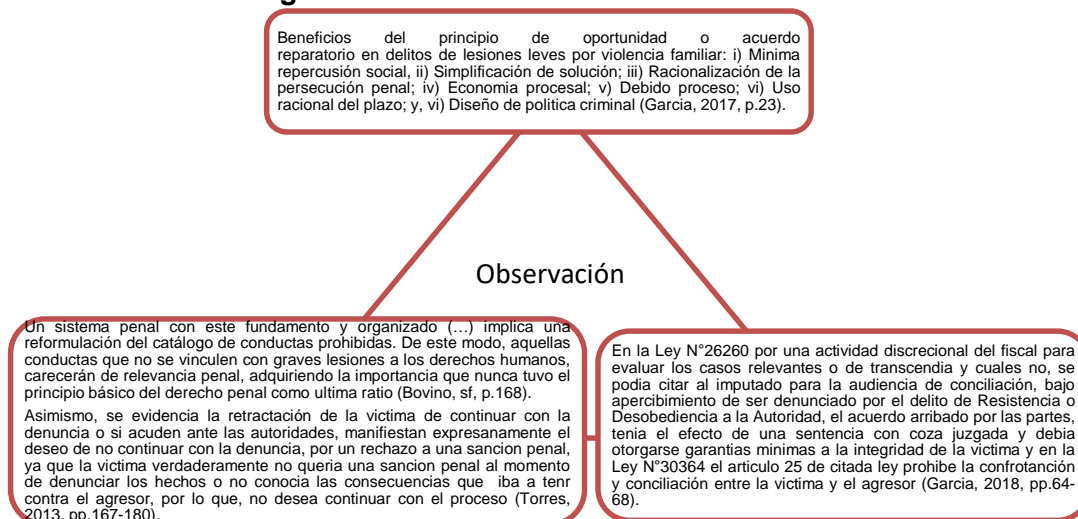 Beneficios del principio de oportunidad o acuerdo
reparatorio en delitos de lesiones leves por violencia familiar: i) Minima
repercusión social, ii) Simplificación de solución; iii) Racionalización de la
persecución penal; iv) Economia procesal; v) Debido proceso; vi) Uso
racional del plazo; y, vi) Diseño de politica criminal (Garcia, 2017, p.23).
Observación
Un sistema penal con este fundamento y organizado (...) implica una
reformulación del catálogo de conductas prohibidas. De este modo, aquellas
conductas que no se vinculen con graves lesiones a los derechos humanos,
carecerán de relevancia penal, adquiriendo la importancia que nunca tuvo el
principio básico del derecho penal como ultima ratio (Bovino, sf, p.168).
Asimismo, se evidencia la retractación de la victima de continuar con la
denuncia o si acuden ante las autoridades, manifiestan expresanamente el
deseo de no continuar con la denuncia, por un rechazo a una sancion penal,
ya que la victima verdaderamente no queria una sancion penal al momento
de denunciar los hechos o no conocia las consecuencias que iba a tenr
contra el agresor, por lo que, no desea continuar con el proceso (Torres,
2013, pp.167-180).
En la Ley N°26260 por una actividad discrecional del fiscal para
evaluar los casos relevantes o de transcendia y cuales no, se
podia citar al imputado para la audiencia de conciliación, bajo
apercibimiento de ser denunciado por el delito de Resistencia o
Desobediencia a la Autoridad, el acuerdo arribado por las partes,
tenia el efecto de una sentencia con coza juzgada y debia
otorgarse garantias minimas a la integridad de la victima y en la
Ley N°30364 el articulo 25 de citada ley prohibe la confrotanción
y conciliación entre la victima y el agresor (Garcia, 2018, pp.64-
68).